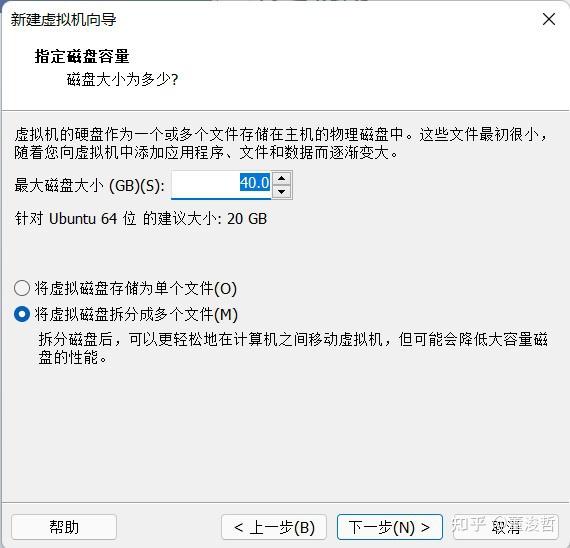 新建虚拟机向导
指定磁盘容量
磁盘大小为多少?
虚拟机的硬盘作为一个或多个文件存储在主机的物理磁盘中。这些文件最初很小，
随着您向虚拟机中添加应用程序、文件和数据而逐渐变大。
最大磁盘大小 (GB)(S): 40.0
针对 Ubuntu 64 位 的建议大小: 20 GB
将虚拟磁盘存储为单个文件(O)
将虚拟磁盘拆分成多个文件(M)
拆分磁盘后，可以更轻松地在计算机之间移动虚拟机，但可能会降低大容量磁
盘的性能。
帮助 < 上一步(B) 下一步(N) > 取消
知乎